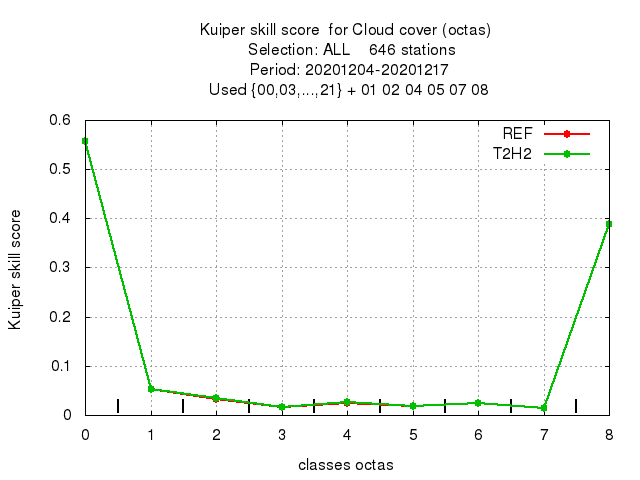 Kuiper skill score  for Cloud cover (octas)
Selection: ALL    646 stations
Period: 20201204-20201217
Used {00,03,...,21} + 01 02 04 05 07 08
REF
T2H2
Kuiper skill score
0.6
0.5
0.4
0.3
0.2
0.1
0
0 1 2 3 4 5 6 7 8
classes octas